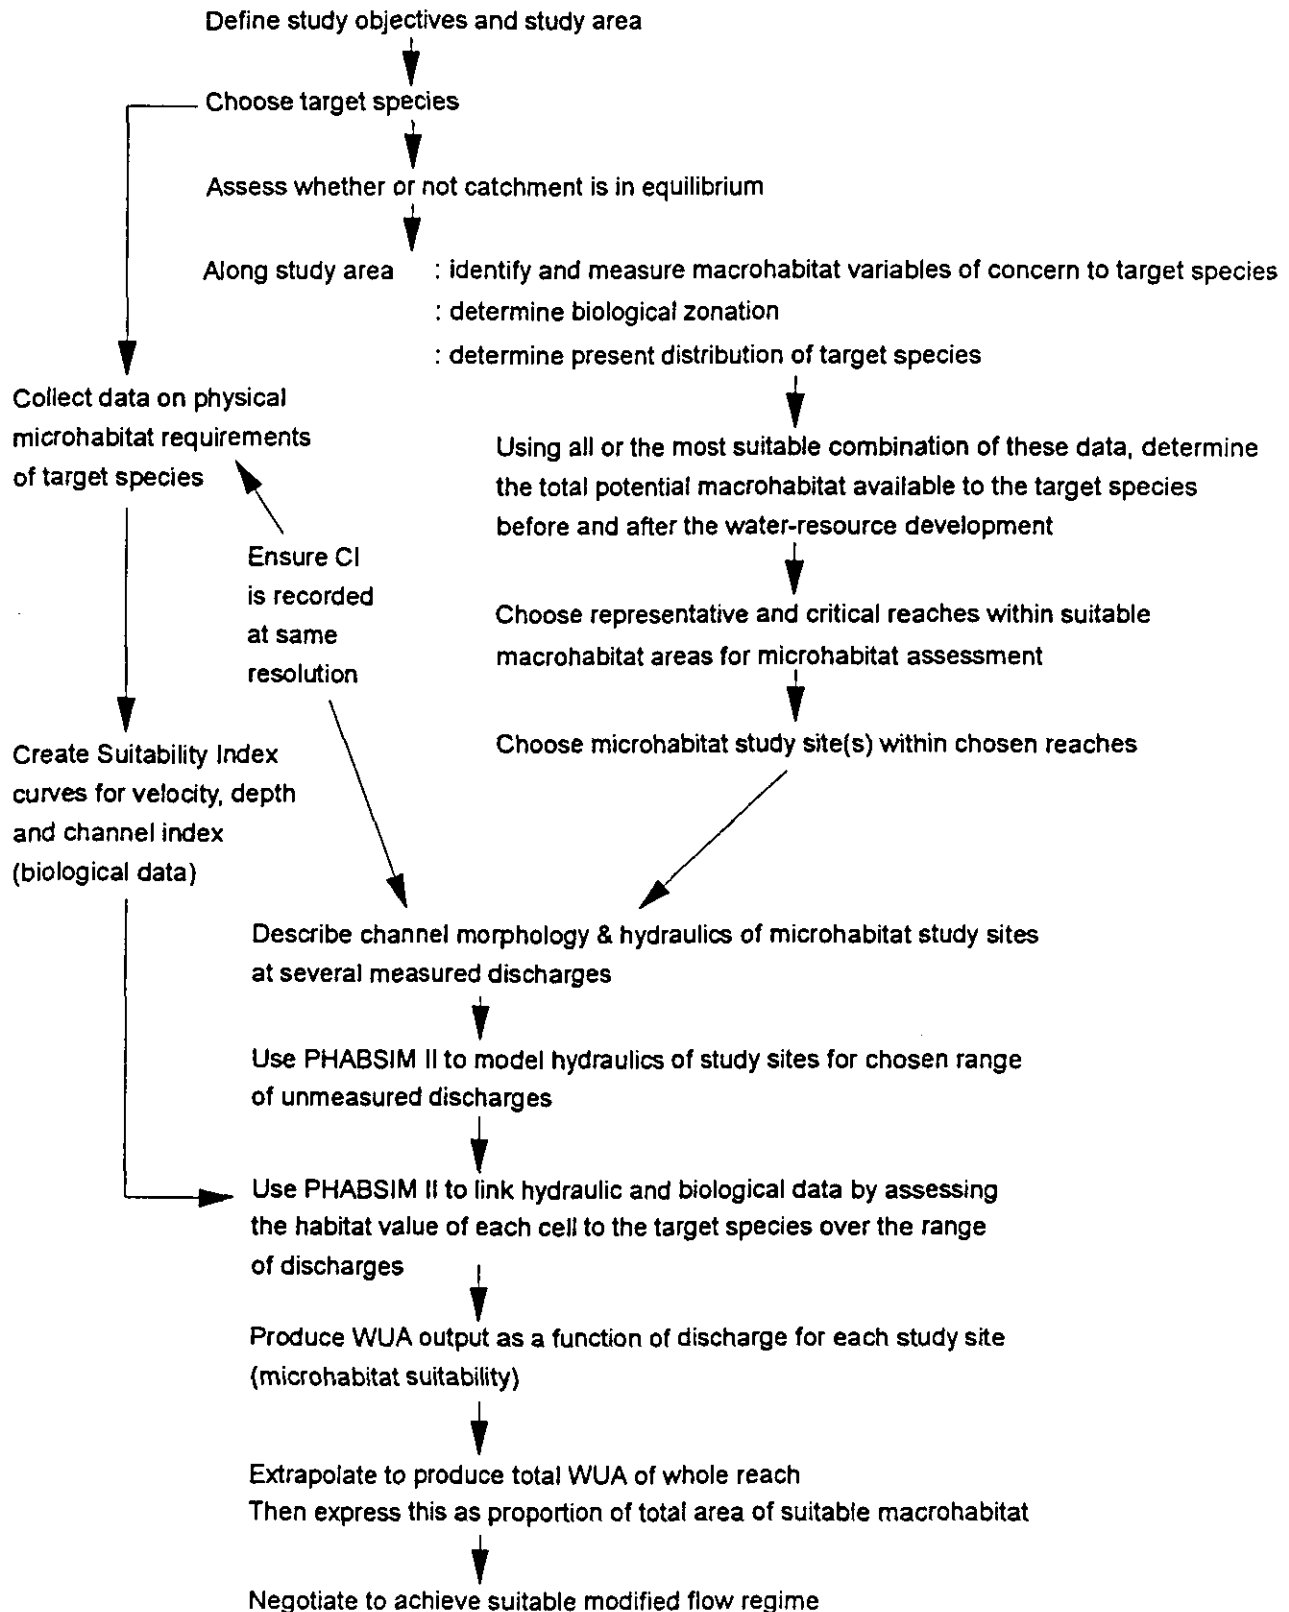 Define study objectives and study area
Choose target species
Assess whether or not catchment is in equilibrium
Along study area : identify and measure macrohabitat variables of concern to target species
: determine biological zonation
: determine present distribution of target species
Collect data on physical
microhabitat requirements
of target species
Using all or the most suitable combination of these data, determine
the total potential macrohabitat available to the target species
before and after the water-resource development
Ensure CI
is recorded
at same
resolution
Choose representative and critical reaches within suitable
macrohabitat areas for microhabitat assessment
Choose microhabitat study site(s) within chosen reaches
Create Suitability Index
curves for velocity, depth
and channel index
(biological data)
Describe channel morphology & hydraulics of microhabitat study sites
at several measured discharges
Use PHABSIM II to model hydraulics of study sites for chosen range
of unmeasured discharges
Use PHABSIM II to link hydraulic and biological data by assessing
the habitat value of each cell to the target species over the range
of discharges
Produce WUA output as a function of discharge for each study site
(microhabitat suitability)
Extrapolate to produce total WUA of whole reach
Then express this as proportion of total area of suitable macrohabitat
Negotiate to achieve suitable modified flow regime